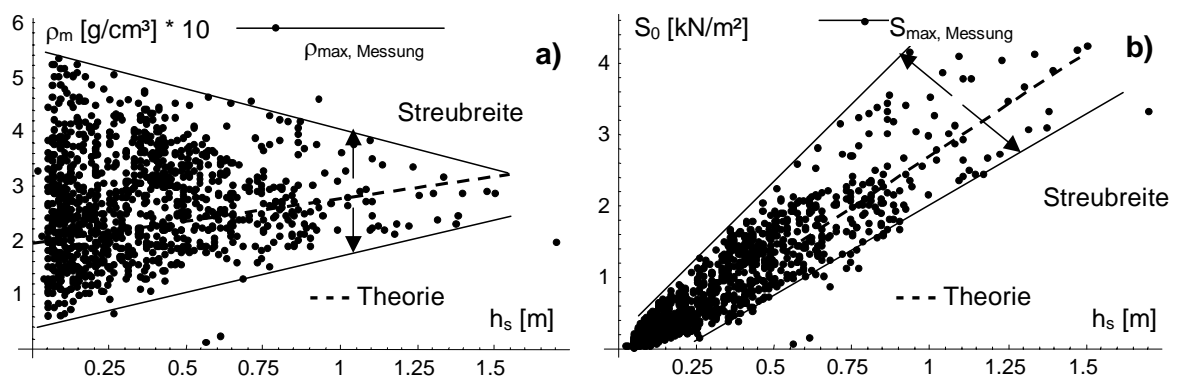 ρm [g/cm³] * 10
ρmax, Messung
a)
6
5
4
3
2
1
Streubreite
Theorie
hs [m]
0.25 0.5 0.75 1 1.25 1.5
S0 [kN/m²]
Smax, Messung
b)
4
3
2
1
Streubreite
Theorie
hs [m]
0.25 0.5 0.75 1 1.25 1.5